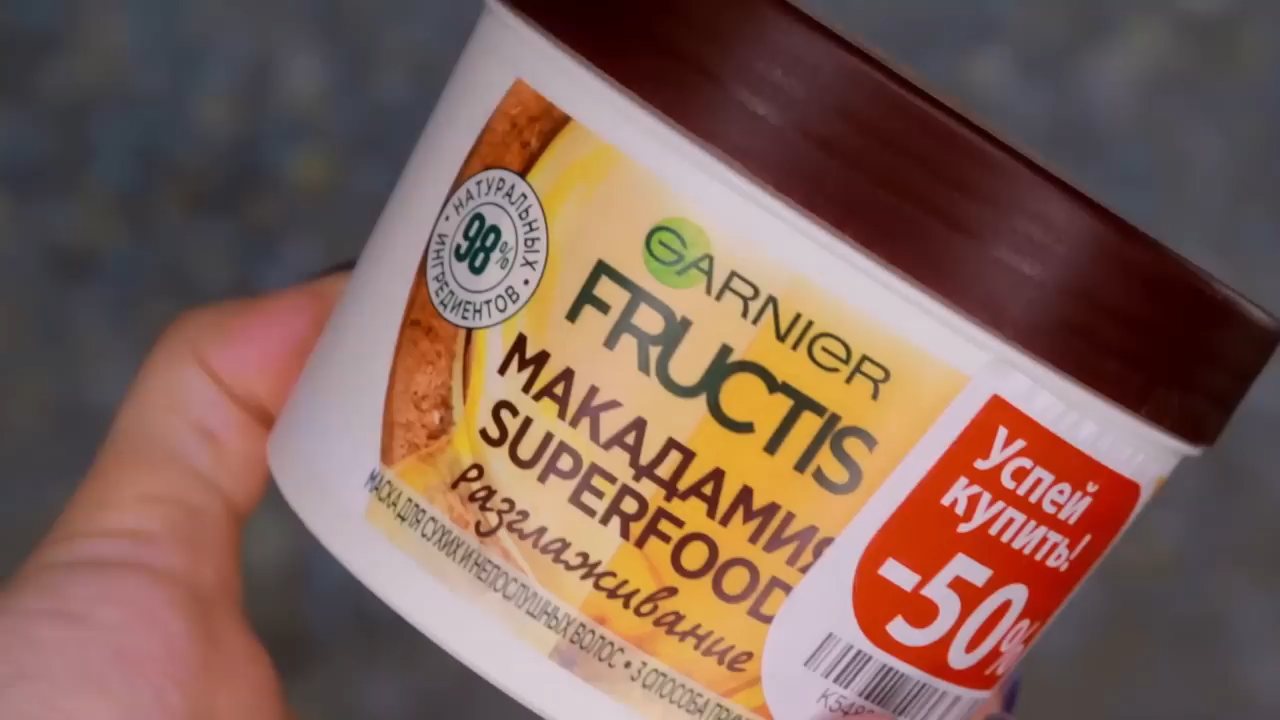 НАТУРАЛЬНЫХ
98%
ИНГРЕДИЕНТОВ
GARNIER
FRUCTIS
МАКАДАМИЯ
SUPERFOOD
разглаживание
МАСКА ДЛЯ СУХИХ И НЕПОСЛУШНЫХ ВОЛОС • 3 СПОСОБА
Успей
купить!
-50%